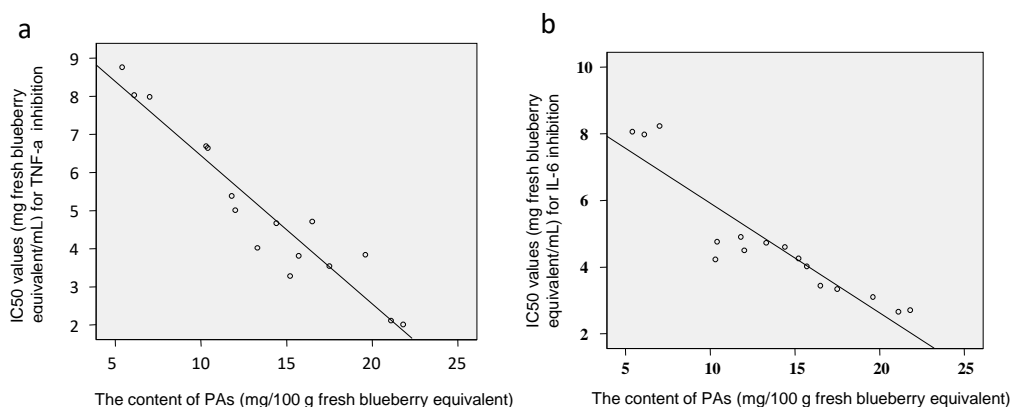 a
9
8
7
6
5
4
3
2
5 10 15 20 25
IC50 values (mg fresh blueberry
equivalent/mL) for TNF-a inhibition
The content of PAs (mg/100 g fresh blueberry equivalent)
b
10
8
6
4
2
5 10 15 20 25
IC50 values (mg fresh blueberry
equivalent/mL) for IL-6 inhibition
The content of PAs (mg/100 g fresh blueberry equivalent)